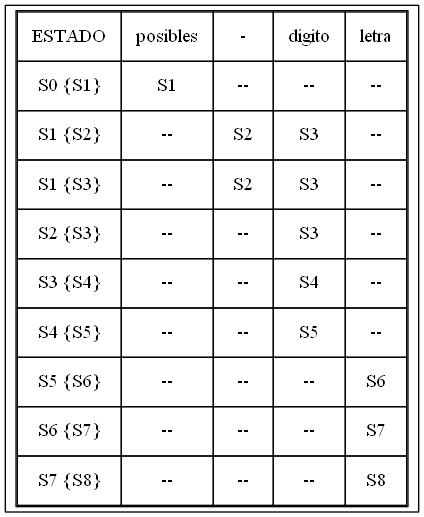 ESTADO posibles - digito letra
S0 {S1} S1 -- -- --
S1 {S2} -- S2 S3 --
S1 {S3} -- S2 S3 --
S2 {S3} -- -- S3 --
S3 {S4} -- -- S4 --
S4 {S5} -- -- S5 --
S5 {S6} -- -- -- S6
S6 {S7} -- -- -- S7
S7 {S8} -- -- -- S8